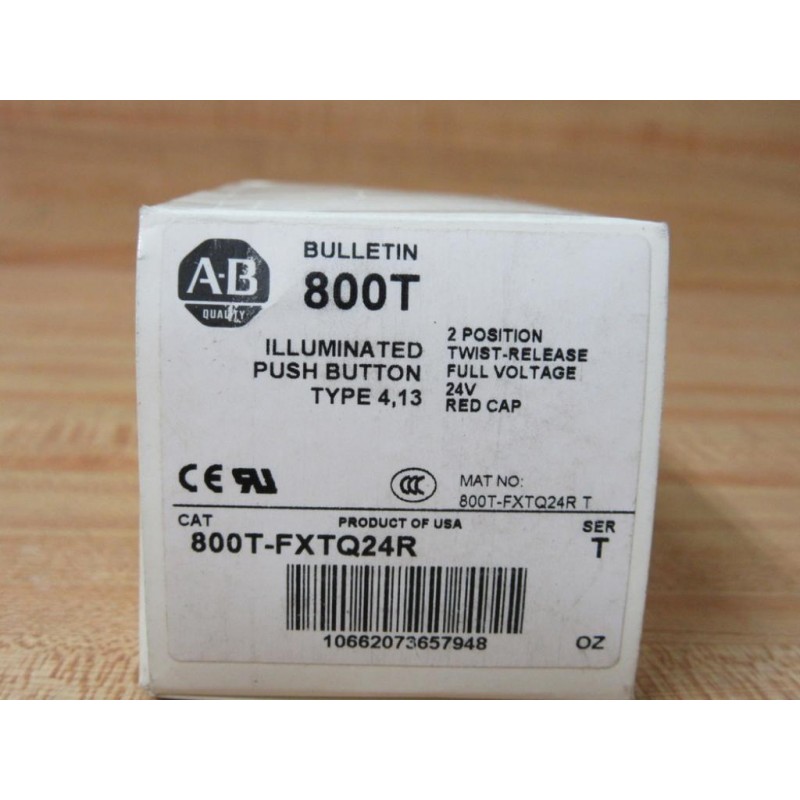 A-B
QUALITY
BULLETIN
800T
ILLUMINATED
PUSH BUTTON
TYPE 4,13
2 POSITION
TWIST-RELEASE
FULL VOLTAGE
24V
RED CAP
CE
CCC
MAT NO:
800T-FXTQ24R T
CAT
PRODUCT OF USA
SER
800T-FXTQ24R
T
10662073657948
OZ